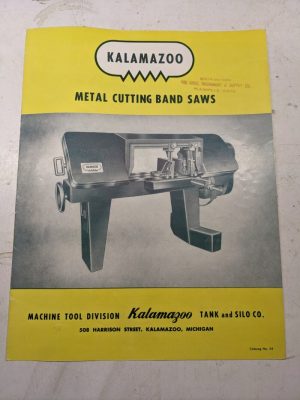 KALAMAZOO
METAL CUTTING BAND SAWS
MACHINE TOOL DIVISION Kalamazoo TANK and SILO CO.
508 HARRISON STREET, KALAMAZOO, MICHIGAN
Catalog No.